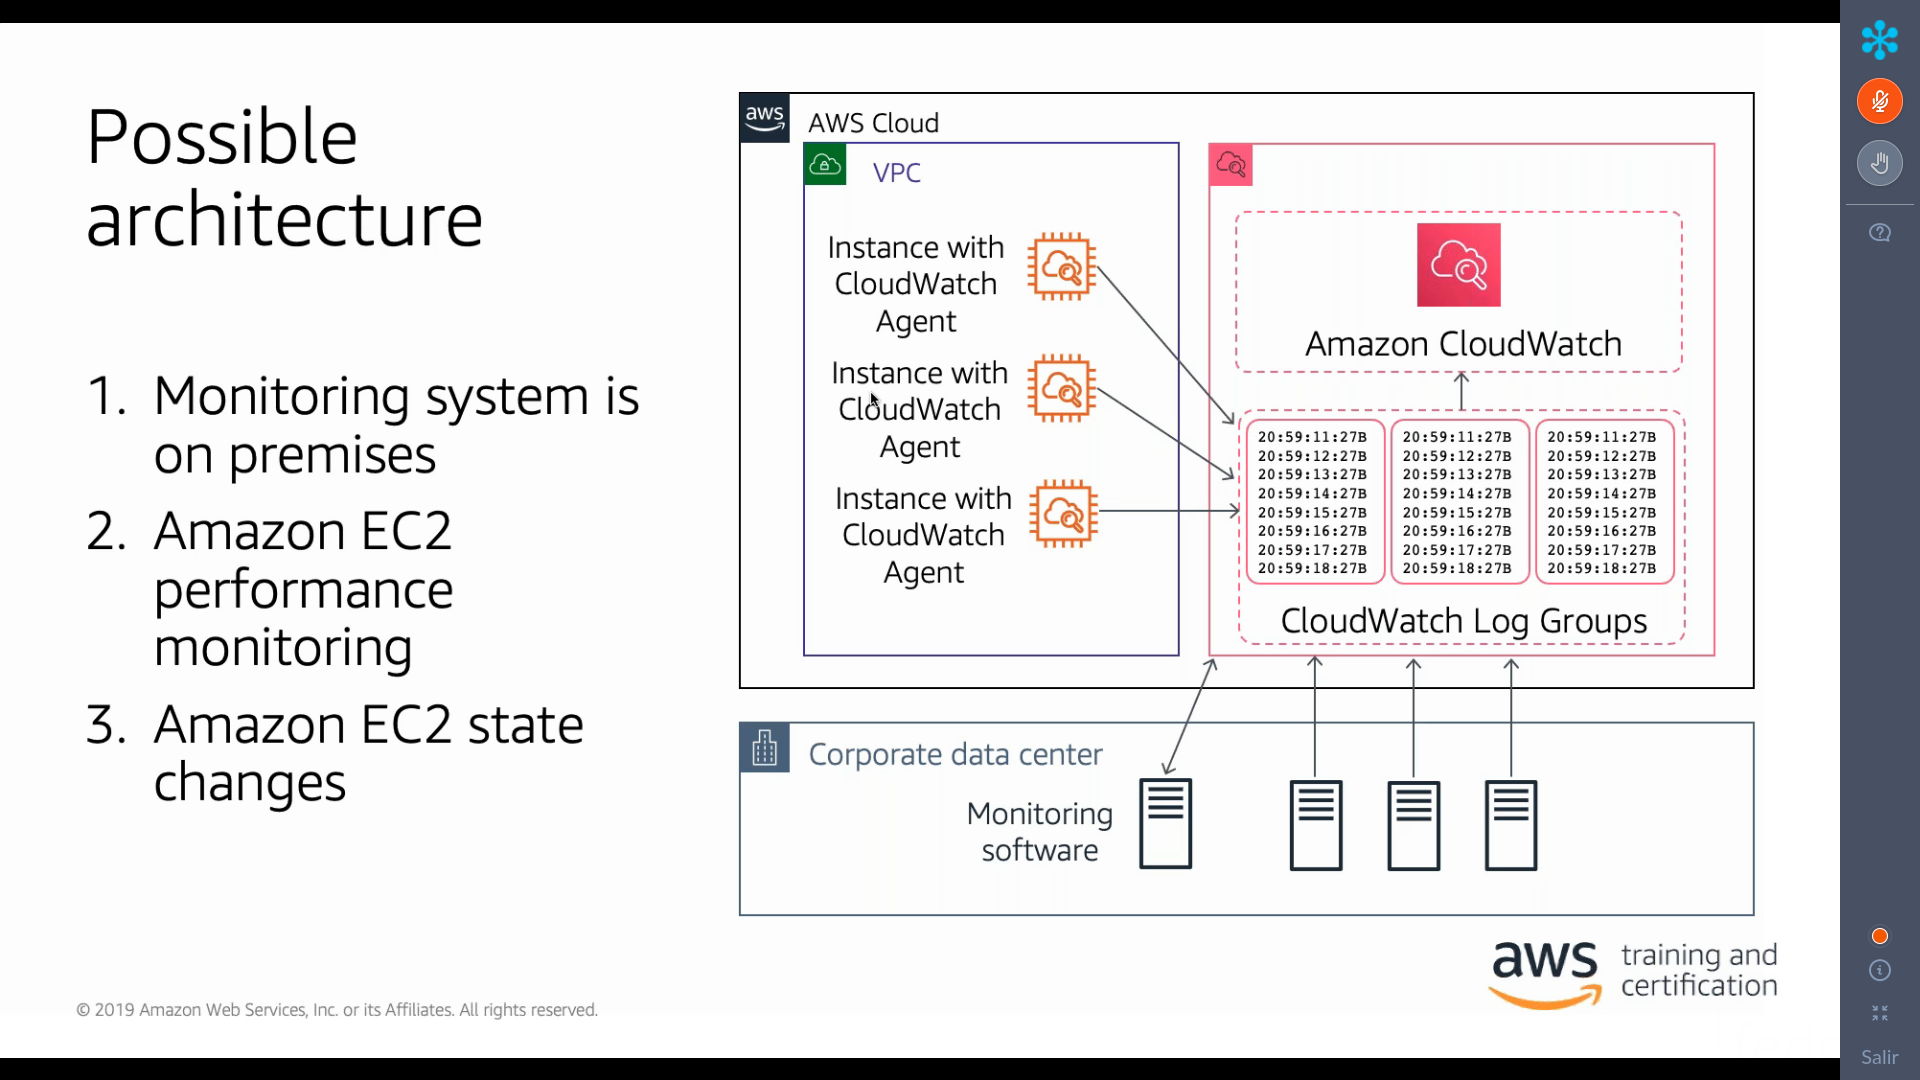 Possible
architecture
1. Monitoring system is
on premises
2. Amazon EC2
performance
monitoring
3. Amazon EC2 state
changes
aws
AWS Cloud
VPC
Instance with
CloudWatch
Agent
Instance with
CloudWatch
Agent
Instance with
CloudWatch
Agent
Amazon CloudWatch
20:59:11:27B 20:59:11:27B 20:59:11:27B
20:59:12:27B 20:59:12:27B 20:59:12:27B
20:59:13:27B 20:59:13:27B 20:59:13:27B
20:59:14:27B 20:59:14:27B 20:59:14:27B
20:59:15:27B 20:59:15:27B 20:59:15:27B
20:59:16:27B 20:59:16:27B 20:59:16:27B
20:59:17:27B 20:59:17:27B 20:59:17:27B
20:59:18:27B 20:59:18:27B 20:59:18:27B
CloudWatch Log Groups
Corporate data center
Monitoring
software
aws training and
certification
© 2019 Amazon Web Services, Inc. or its Affiliates. All rights reserved.
Salir